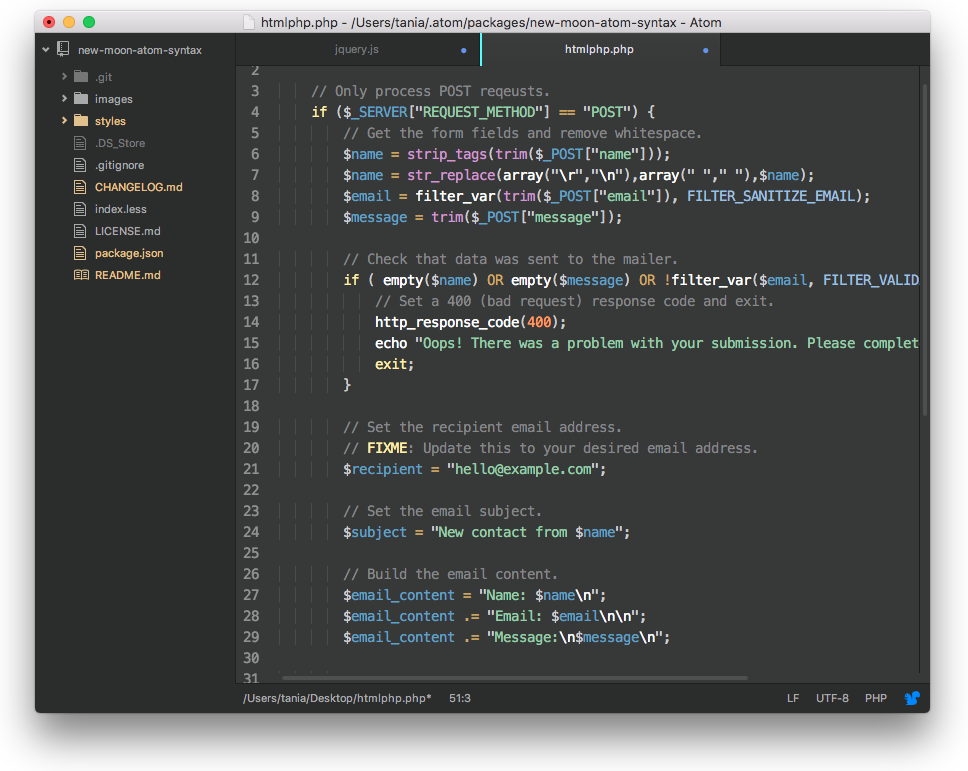 htmlphp.php - /Users/tania/.atom/packages/new-moon-atom-syntax - Atom
new-moon-atom-syntax
.git
images
styles
.DS_Store
.gitignore
CHANGELOG.md
index.less
LICENSE.md
package.json
README.md
jquery.js
htmlphp.php
2
3 // Only process POST reqeusts.
4 if ($_SERVER["REQUEST_METHOD"] == "POST") {
5 // Get the form fields and remove whitespace.
6 $name = strip_tags(trim($_POST["name"]));
7 $name = str_replace(array("\r","\n"),array(" "," "),$name);
8 $email = filter_var(trim($_POST["email"]), FILTER_SANITIZE_EMAIL);
9 $message = trim($_POST["message"]);
10
11 // Check that data was sent to the mailer.
12 if ( empty($name) OR empty($message) OR !filter_var($email, FILTER_VALID
13 // Set a 400 (bad request) response code and exit.
14 http_response_code(400);
15 echo "Oops! There was a problem with your submission. Please complet
16 exit;
17 }
18
19 // Set the recipient email address.
20 // FIXME: Update this to your desired email address.
21 $recipient = "hello@example.com";
22
23 // Set the email subject.
24 $subject = "New contact from $name";
25
26 // Build the email content.
27 $email_content = "Name: $name\n";
28 $email_content .= "Email: $email\n\n";
29 $email_content .= "Message:\n$message\n";
30
31
/Users/tania/Desktop/htmlphp.php* 51:3 LF UTF-8 PHP